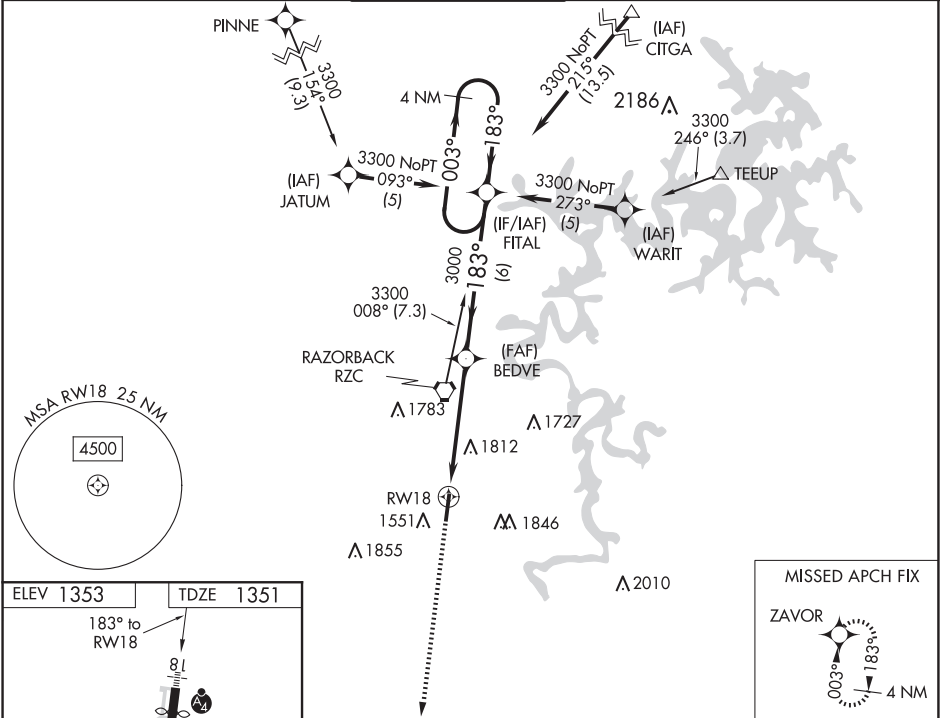 PINNE
3300
154°
(9.3)
(IAF)
CITGA
3300 NoPT
215°
(13.5)
4 NM
003°
183°
2186
3300
246° (3.7)
TEEUP
(IAF)
JATUM
3300 NoPT
093°
(5)
3300 NoPT
273°
(5)
(IF/IAF)
FITAL
(IAF)
WARIT
3000
183°
(6)
3300
008° (7.3)
RAZORBACK
RZC
(FAF)
BEDVE
1783
1727
1812
MSA RW18 25 NM
4500
RW18
1551
1846
1855
2010
ELEV 1353
TDZE 1351
183° to
RW18
18
A4
MISSED APCH FIX
ZAVOR
003°
183°
4 NM